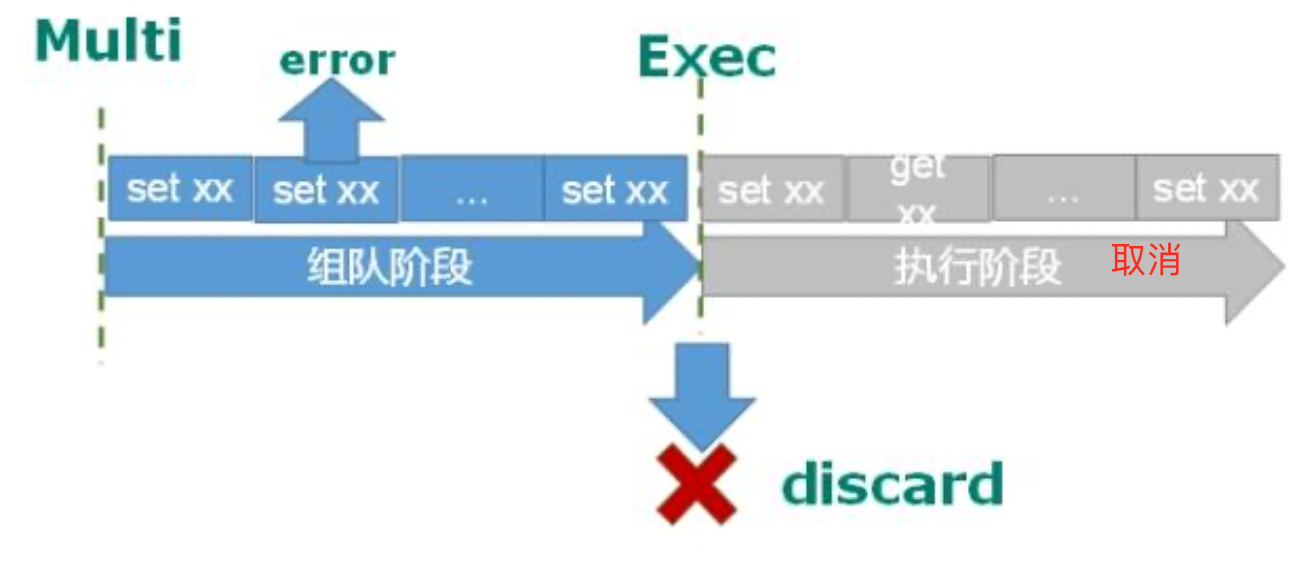 Multi
error
Exec
set xx
set xx
...
set xx
set xx
get
xx
...
set xx
组队阶段
执行阶段
取消
discard